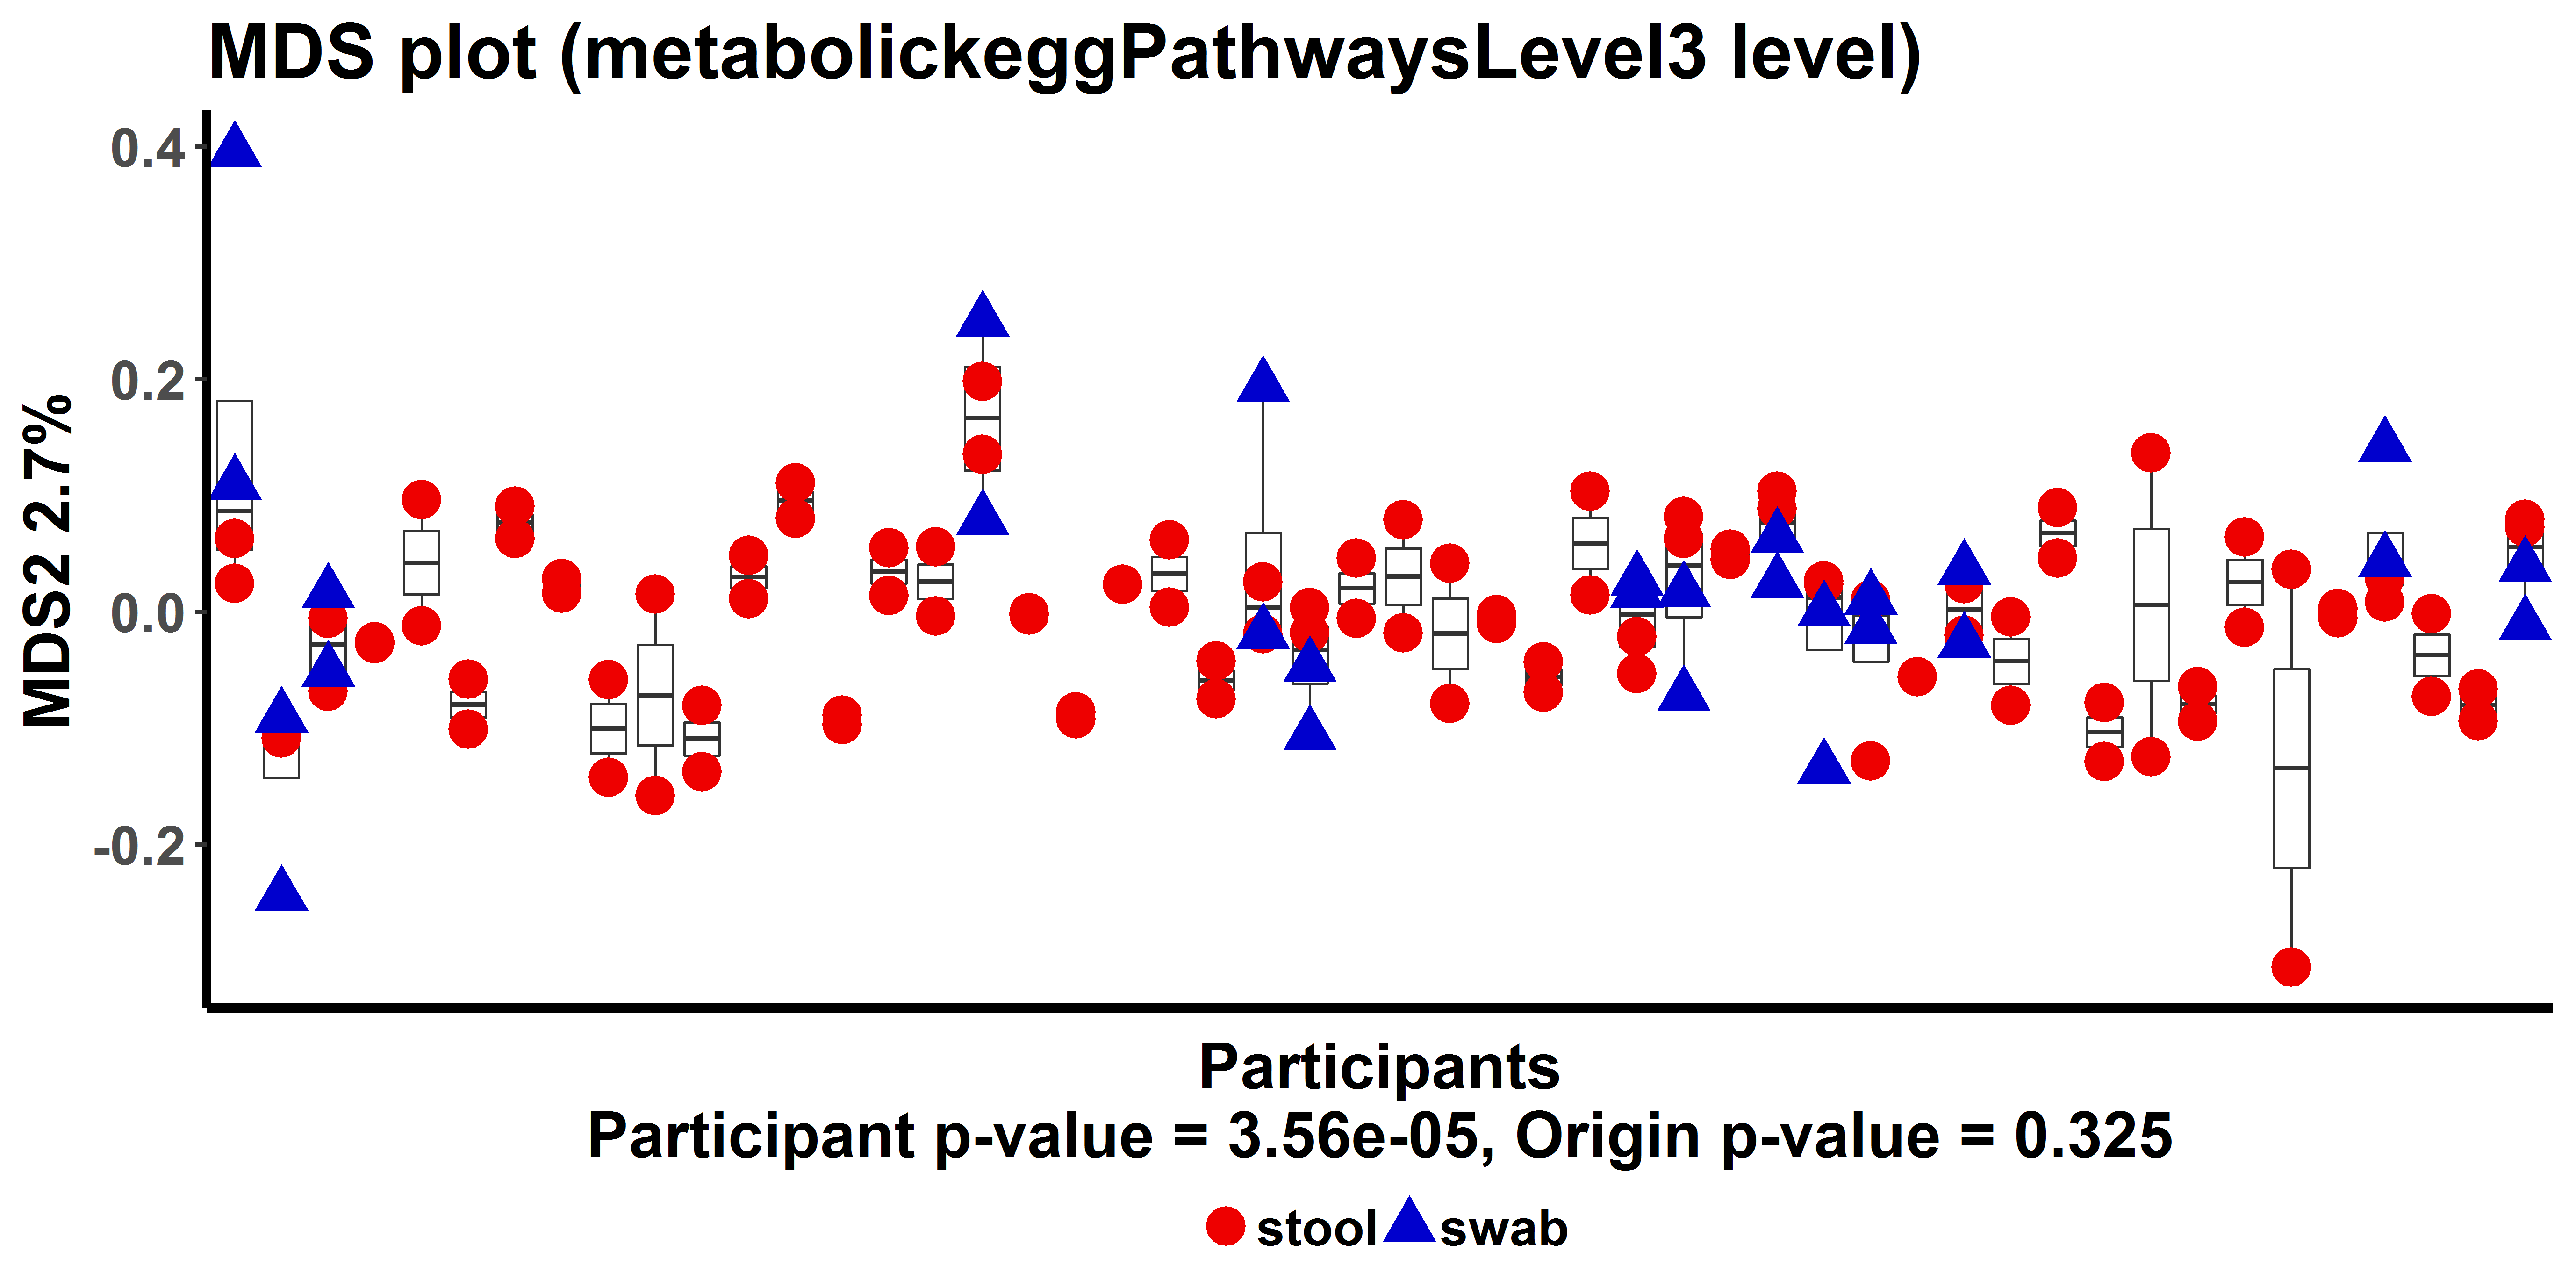 MDS plot (metabolickeggPathwaysLevel3 level)
MDS2 2.7%
0.4
0.2
0.0
-0.2
Participants
Participant p-value = 3.56e-05, Origin p-value = 0.325
stool swab